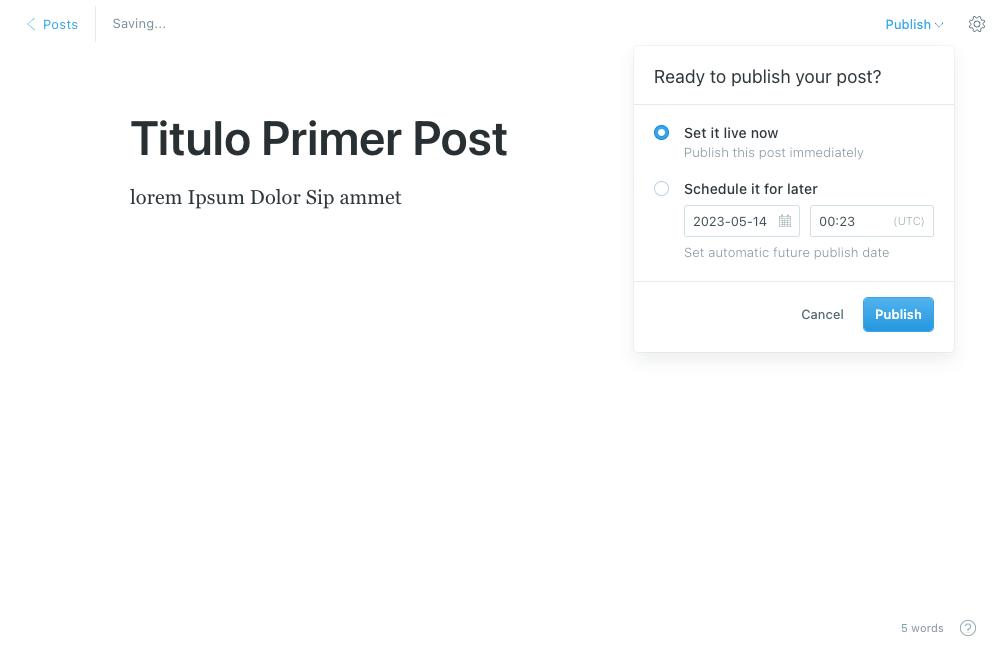 Posts
Saving...
Publish
Ready to publish your post?
Titulo Primer Post
Set it live now
Publish this post immediately
Schedule it for later
lorem Ipsum Dolor Sip ammet
2023-05-14
00:23 (UTC)
Set automatic future publish date
Cancel
Publish
5 words
?